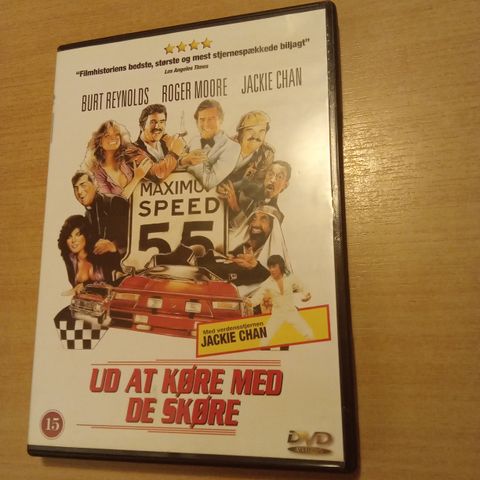 "Filmhistoriens bedste, største og mest stjernespækkede biljagt"
Los Angeles Times
BURT REYNOLDS ROGER MOORE JACKIE CHAN
MAXIMUM
SPEED
55
Med verdensstjernen
JACKIE CHAN
UD AT KØRE MED
DE SKØRE
15
DVD